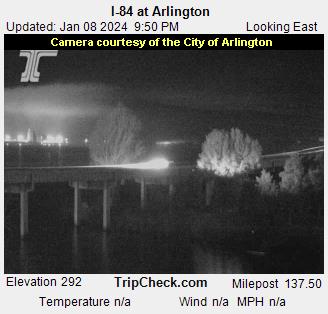 I-84 at Arlington
Updated: Jan 08 2024 9:50 PM Looking East
Camera courtesy of the City of Arlington
Elevation 292 TripCheck.com Milepost 137.50
Temperature n/a Wind n/a MPH n/a